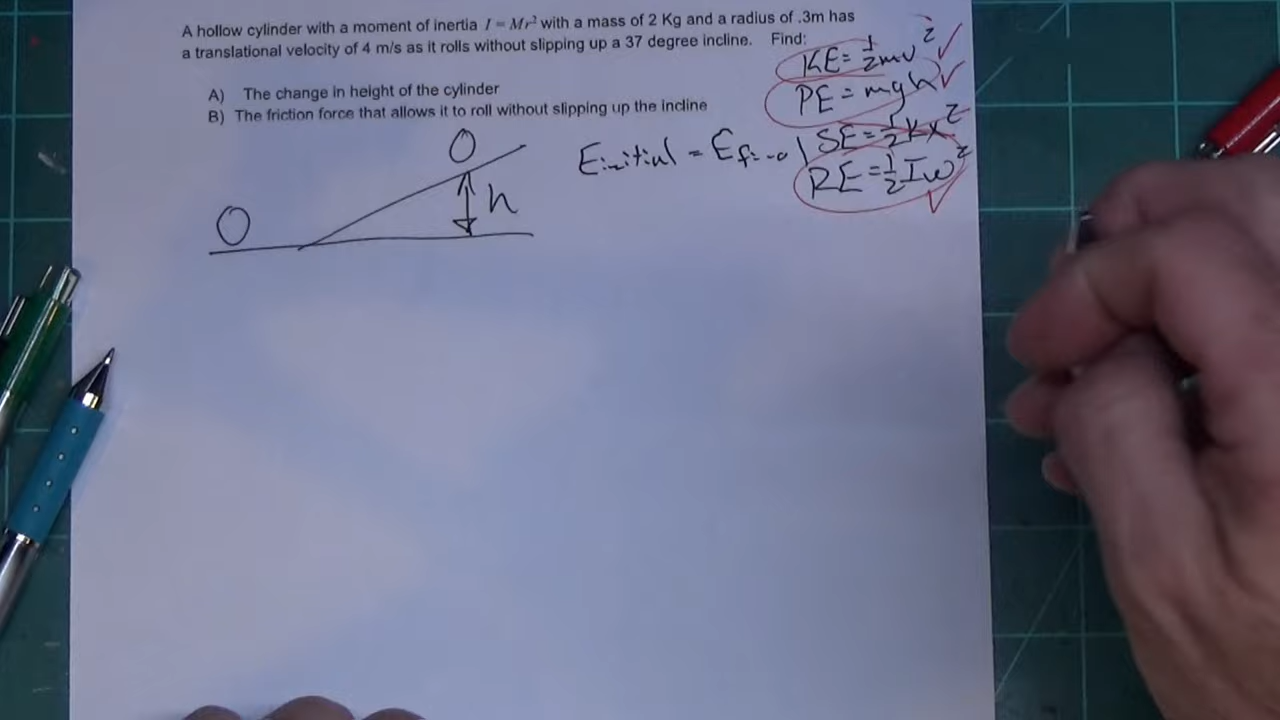 A hollow cylinder with a moment of inertia I = Mr² with a mass of 2 Kg and a radius of .3m has
a translational velocity of 4 m/s as it rolls without slipping up a 37 degree incline. Find:
A) The change in height of the cylinder
B) The friction force that allows it to roll without slipping up the incline
KE = ½mv²
PE = mgh
SE = ½kx²
RE = ½Iω²
Einitial = Efinal
h